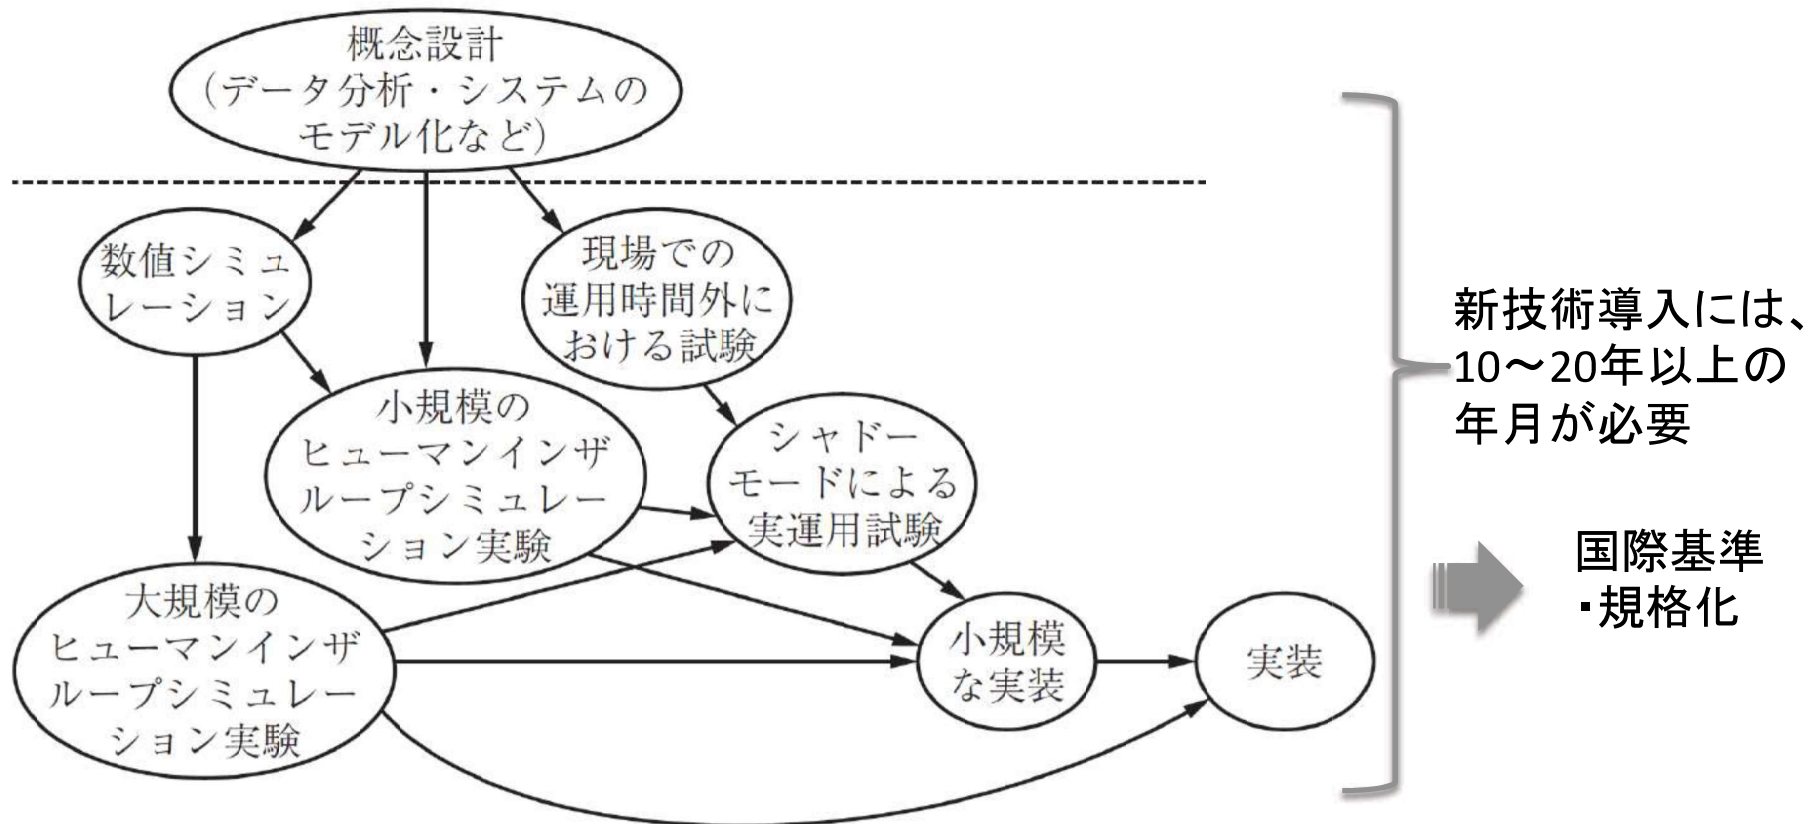 概念設計
(データ分析・システムの
モデル化など)
数値シミュ
レーション
現場での
運用時間外に
おける試験
小規模の
ヒューマンインザ
ループシミュレー
ション実験
シャドー
モードによる
実運用試験
大規模の
ヒューマンインザ
ループシミュレー
ション実験
小規模
な実装
実装
新技術導入には、
10～20年以上の
年月が必要
国際基準
・規格化